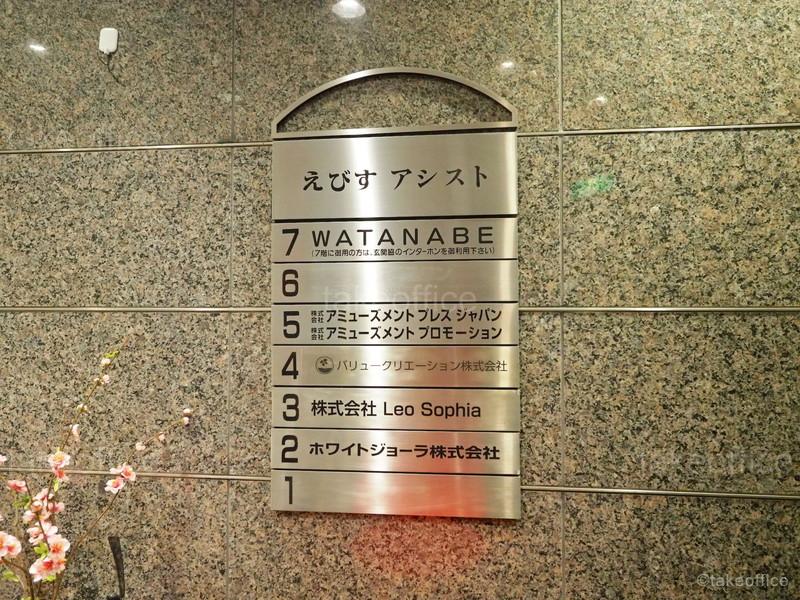 えびす アシスト
7 WATANABE
(7階に御用の方は、玄関脇のインターホンを御利用下さい)
6
5 株式会社 アミューズメント プレス ジャパン
株式会社 アミューズメント プロモーション
4 バリュークリエーション株式会社
3 株式会社 Leo Sophia
2 ホワイトジョーラ株式会社
1
takeoffice
©takeoffice